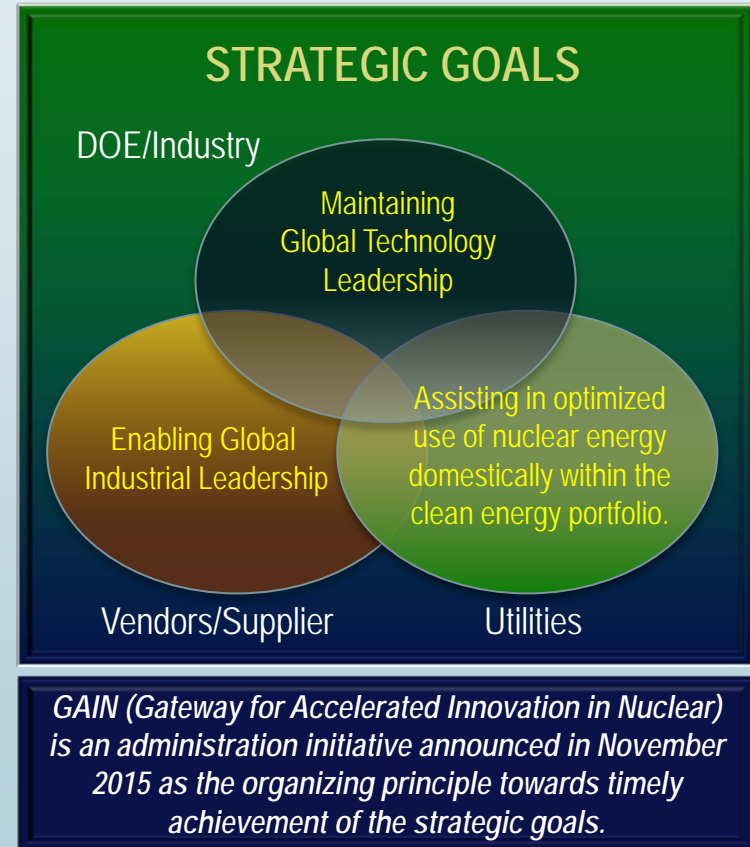 STRATEGIC GOALS
DOE/Industry
Maintaining
Global Technology
Leadership
Enabling Global
Industrial Leadership
Assisting in optimized
use of nuclear energy
domestically within the
clean energy portfolio.
Vendors/Supplier
Utilities
GAIN (Gateway for Accelerated Innovation in Nuclear)
is an administration initiative announced in November
2015 as the organizing principle towards timely
achievement of the strategic goals.